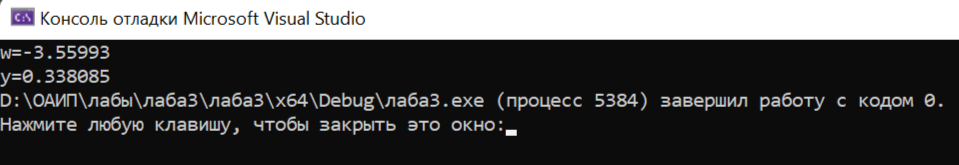 Консоль отладки Microsoft Visual Studio
w=-3.55993
y=0.338085
D:\ОАИП\лабы\лаба3\лаба3\x64\Debug\лаба3.exe (процесс 5384) завершил работу с кодом 0.
Нажмите любую клавишу, чтобы закрыть это окно: